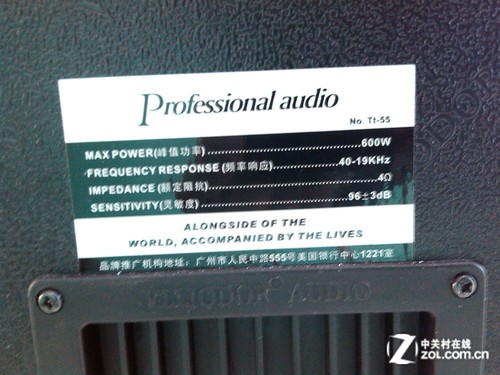 Professional audio
No. Tt-55
MAX POWER(峰值功率)........................................600W
FREQUENCY RESPONSE (频率响应)..............40-19KHz
IMPEDANCE (额定阻抗)..........................................4Ω
SENSITIVITY(灵敏度)......................................96±3dB
ALONGSIDE OF THE
WORLD, ACCOMPANIED BY THE LIVES
品牌推广机构地址: 广州市人民中路555号美国银行中心1221室
AUDIO
中关村在线
ZOL.COM.CN